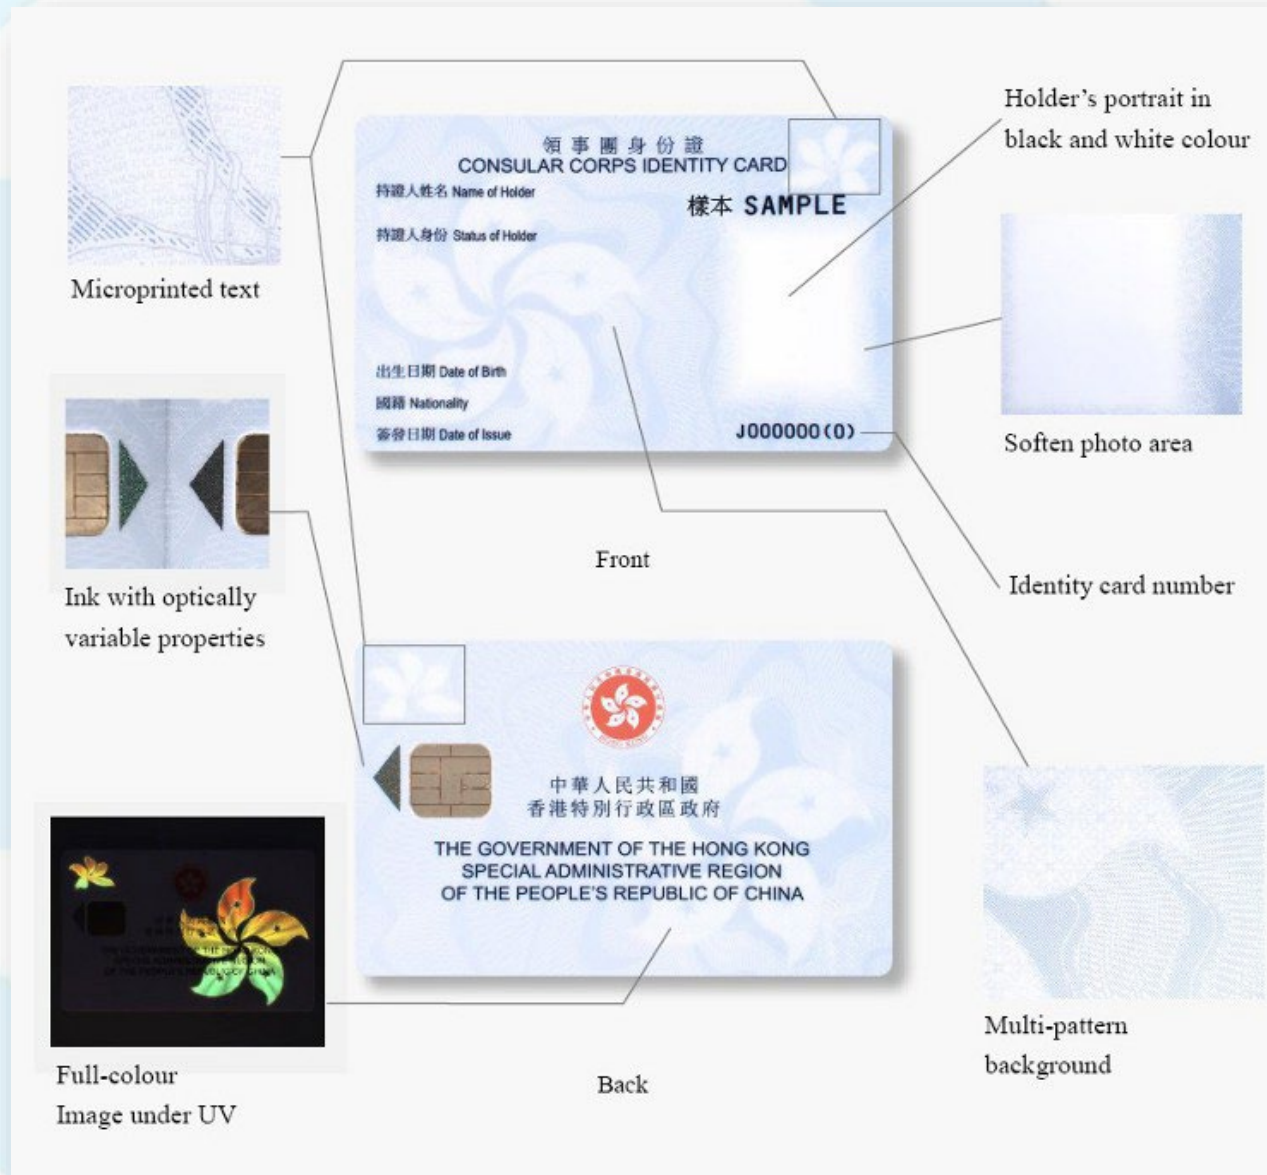 領事團身份證
CONSULAR CORPS IDENTITY CARD
持證人姓名 Name of Holder
樣本 SAMPLE
持證人身份 Status of Holder
出生日期 Date of Birth
國籍 Nationality
簽發日期 Date of Issue
J000000(0)
Holder's portrait in
black and white colour
Microprinted text
Soften photo area
Front
Ink with optically
variable properties
Identity card number
HONG KONG
中華人民共和國
香港特別行政區政府
THE GOVERNMENT OF THE HONG KONG
SPECIAL ADMINISTRATIVE REGION
OF THE PEOPLE'S REPUBLIC OF CHINA
Multi-pattern
background
Full-colour
Image under UV
Back